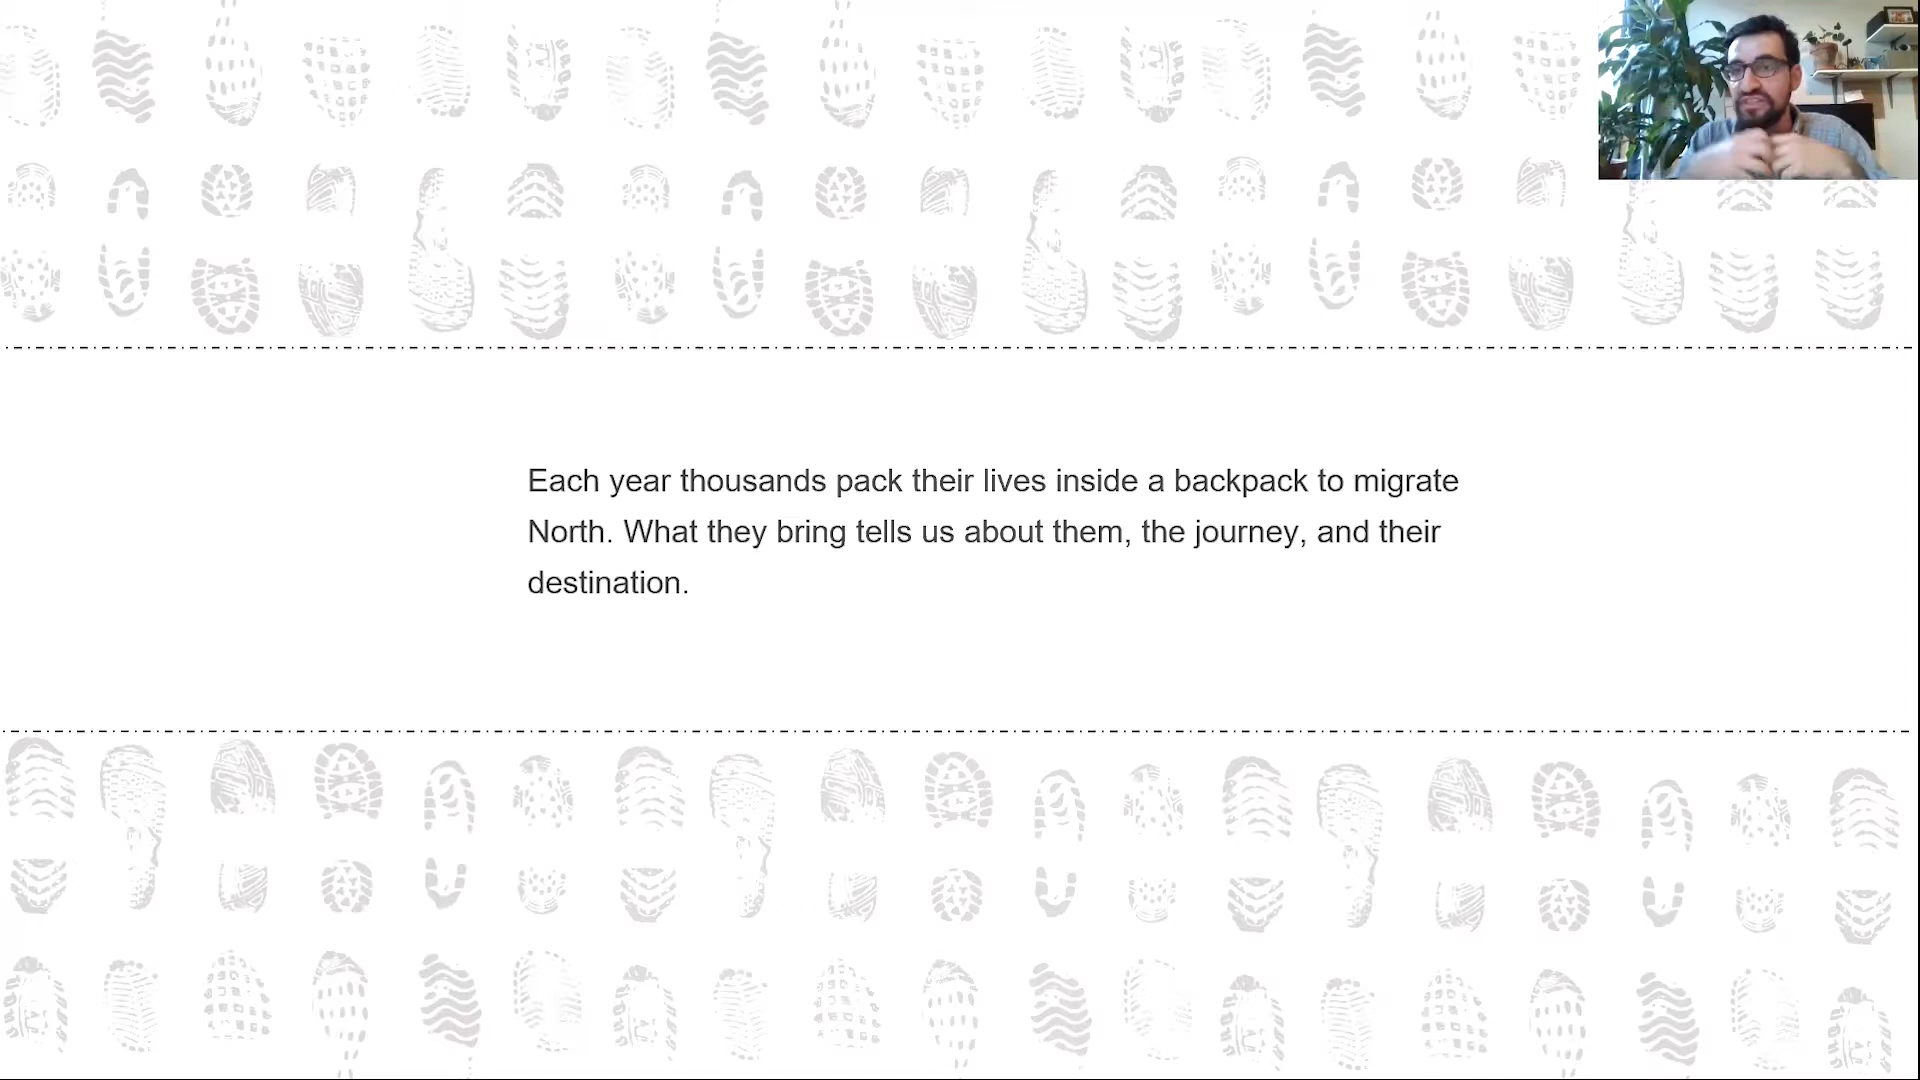 Each year thousands pack their lives inside a backpack to migrate
North. What they bring tells us about them, the journey, and their
destination.